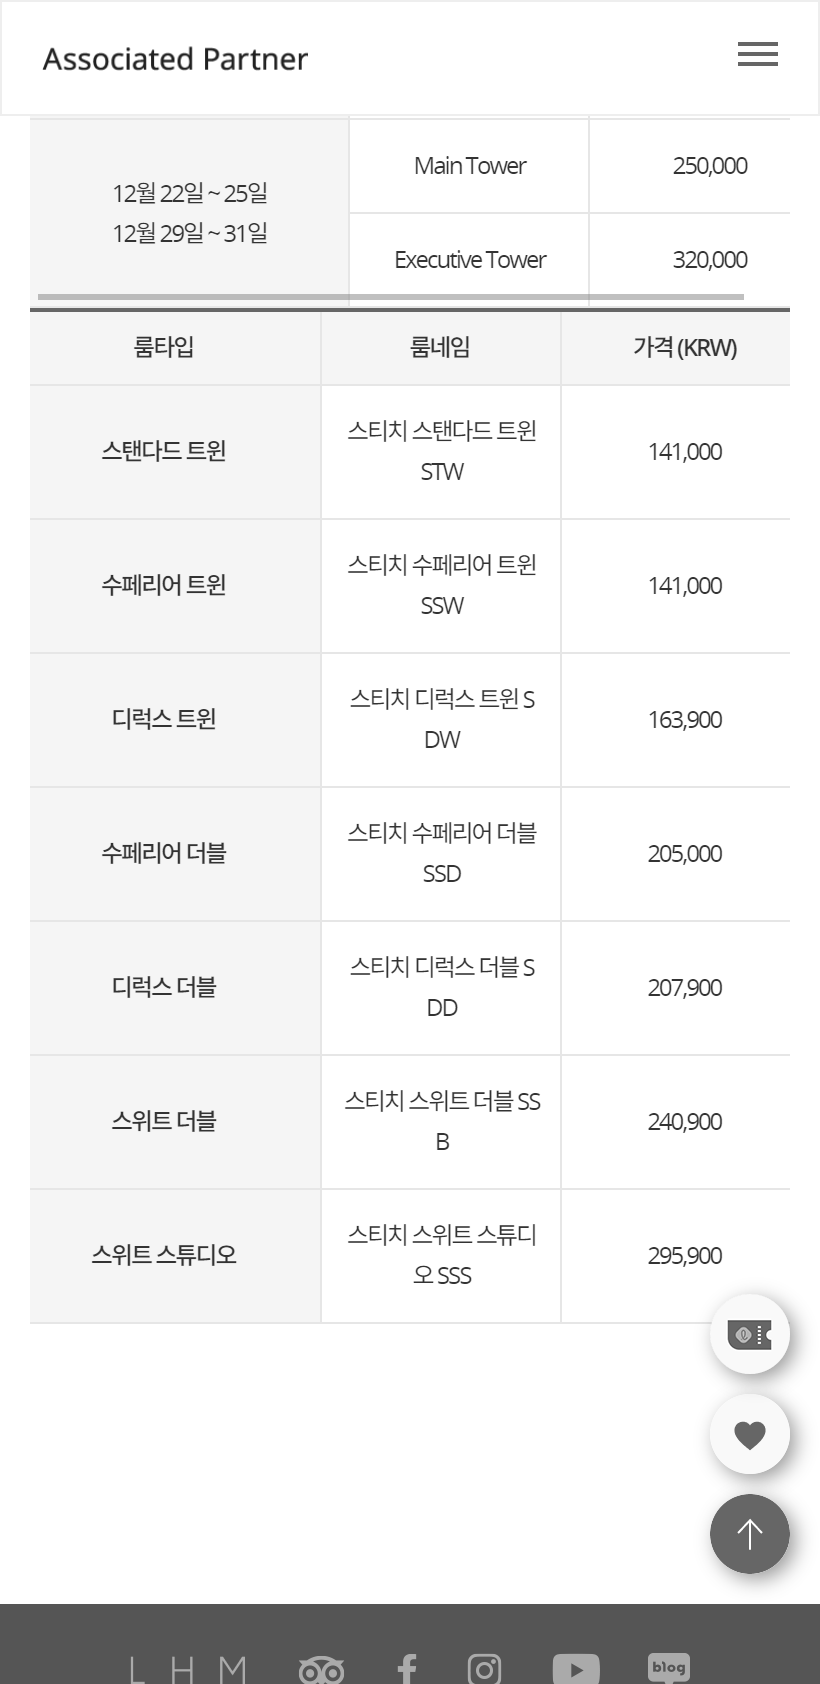 Associated Partner
12월 22일 ~ 25일
12월 29일 ~ 31일
Main Tower
250,000
Executive Tower
320,000
룸타입
룸네임
가격 (KRW)
스탠다드 트윈
스티치 스탠다드 트윈
STW
141,000
수페리어 트윈
스티치 수페리어 트윈
SSW
141,000
디럭스 트윈
스티치 디럭스 트윈 S
DW
163,900
수페리어 더블
스티치 수페리어 더블
SSD
205,000
디럭스 더블
스티치 디럭스 더블 S
DD
207,900
스위트 더블
스티치 스위트 더블 SS
B
240,900
스위트 스튜디오
스티치 스위트 스튜디
오 SSS
295,900
L H M
blog